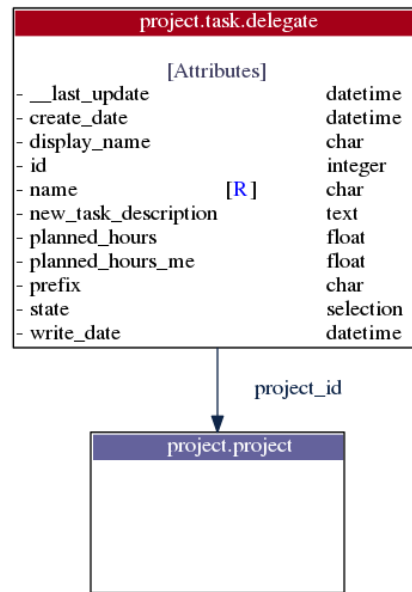 project.task.delegate
[Attributes]
- __last_update datetime
- create_date datetime
- display_name char
- id integer
- name [R] char
- new_task_description text
- planned_hours float
- planned_hours_me float
- prefix char
- state selection
- write_date datetime
project_id
project.project